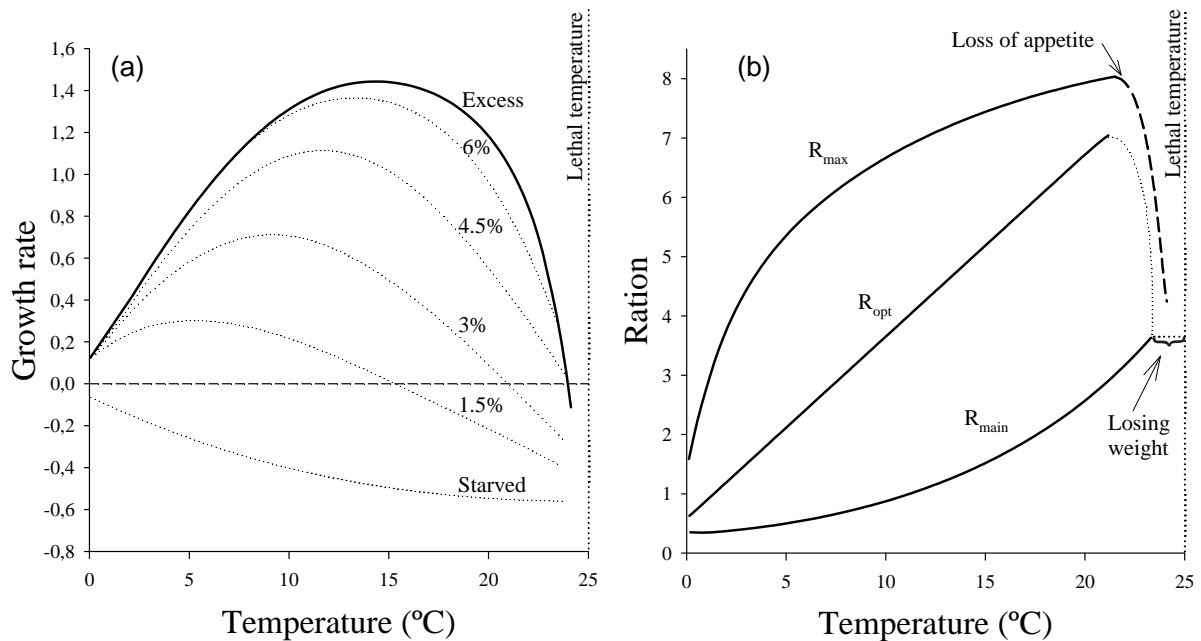 (a)
Growth rate
1,6
1,4
1,2
1,0
0,8
0,6
0,4
0,2
0,0
-0,2
-0,4
-0,6
-0,8
Excess
6%
4.5%
3%
1.5%
Starved
Lethal temperature
0 5 10 15 20 25
Temperature (ºC)
(b)
Ration
8
7
6
5
4
3
2
1
0
Loss of appetite
Rmax
Ropt
Rmain
Losing
weight
Lethal temperature
0 5 10 15 20 25
Temperature (ºC)